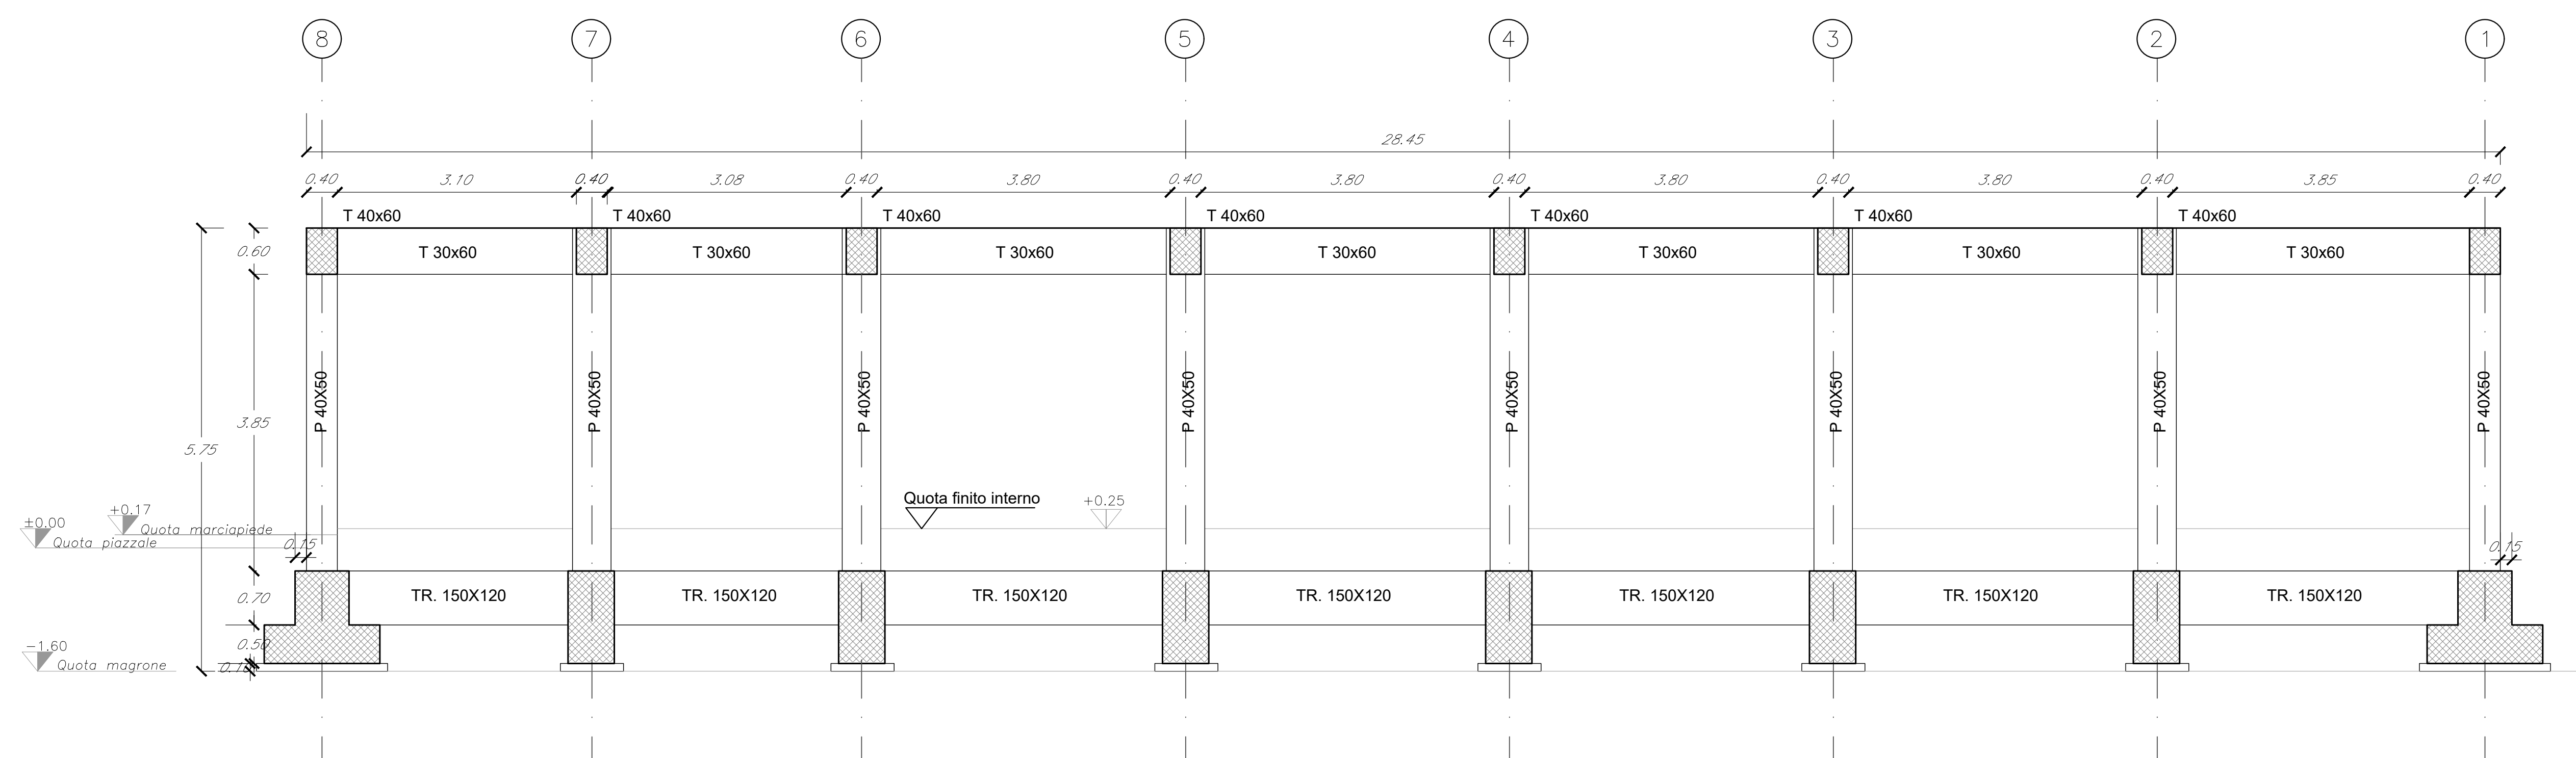 8 7 6 5 4 3 2 1
28.45
0.40 3.10 0.40 3.08 0.40 3.80 0.40 3.80 0.40 3.80 0.40 3.80 0.40 3.85 0.40
T 40x60 T 40x60 T 40x60 T 40x60 T 40x60 T 40x60 T 40x60
0.60 T 30x60 T 30x60 T 30x60 T 30x60 T 30x60 T 30x60 T 30x60
P 40X50 P 40X50 P 40X50 P 40X50 P 40X50 P 40X50 P 40X50 P 40X50
3.85
5.75
Quota finito interno +0.25
+0.17
Quota marciapiede
±0.00
Quota piazzale
0.15 0.15
0.70 TR. 150X120 TR. 150X120 TR. 150X120 TR. 150X120 TR. 150X120 TR. 150X120 TR. 150X120
0.50
-1.60
Quota magrone